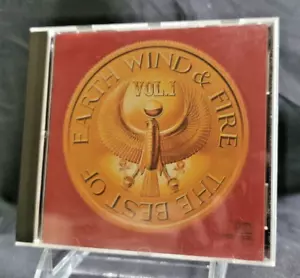 THE BEST OF EARTH WIND & FIRE
VOL.I